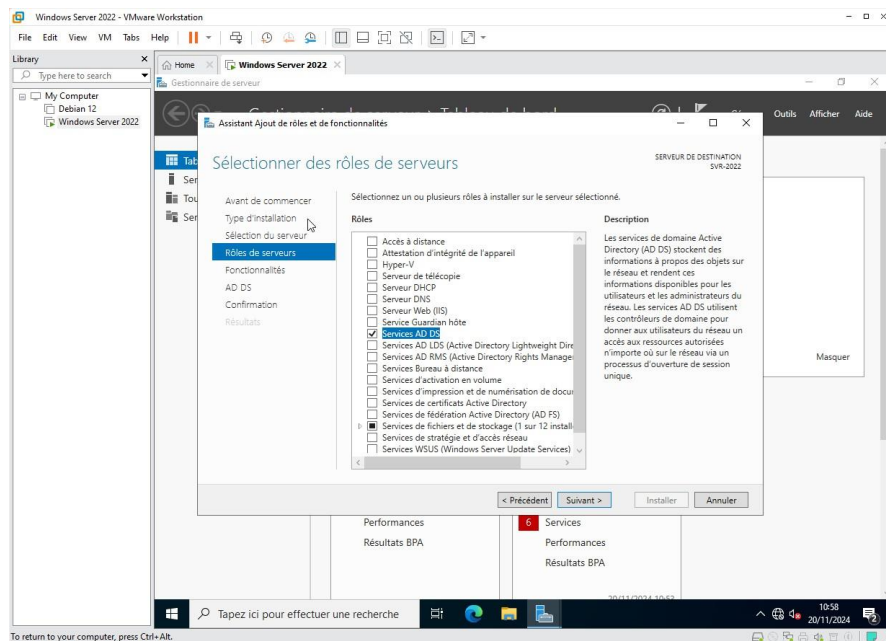 Windows Server 2022 - VMware Workstation
File Edit View VM Tabs Help
Library
Type here to search
My Computer
Debian 12
Windows Server 2022
Home
Windows Server 2022
Gestionnaire de serveur
Outils Afficher Aide
Assistant Ajout de rôles et de fonctionnalités
Sélectionner des rôles de serveurs
SERVEUR DE DESTINATION
SVR-2022
Avant de commencer
Type d'installation
Sélection du serveur
Rôles de serveurs
Fonctionnalités
AD DS
Confirmation
Résultats
Sélectionnez un ou plusieurs rôles à installer sur le serveur sélectionné.
Rôles
Accès à distance
Attestation d'intégrité de l'appareil
Hyper-V
Serveur de télécopie
Serveur DHCP
Serveur DNS
Serveur Web (IIS)
Service Guardian hôte
Services AD DS
Services AD LDS (Active Directory Lightweight Dire
Services AD RMS (Active Directory Rights Manage
Services Bureau à distance
Services d'activation en volume
Services d'impression et de numérisation de docu
Services de certificats Active Directory
Services de fédération Active Directory (AD FS)
Services de fichiers et de stockage (1 sur 12 install
Services de stratégie et d'accès réseau
Services WSUS (Windows Server Update Services)
Description
Les services de domaine Active
Directory (AD DS) stockent des
informations à propos des objets sur
le réseau et rendent ces
informations disponibles pour les
utilisateurs et les administrateurs du
réseau. Les services AD DS utilisent
les contrôleurs de domaine pour
donner aux utilisateurs du réseau un
accès aux ressources autorisées
n'importe où sur le réseau via un
processus d'ouverture de session
unique.
Masquer
< Précédent Suivant > Installer Annuler
Tab
Ser
Tou
Ser
Performances
Résultats BPA
6 Services
Performances
Résultats BPA
20/11/2024 10:53
Tapez ici pour effectuer une recherche
10:58
20/11/2024
2
To return to your computer, press Ctrl+Alt.